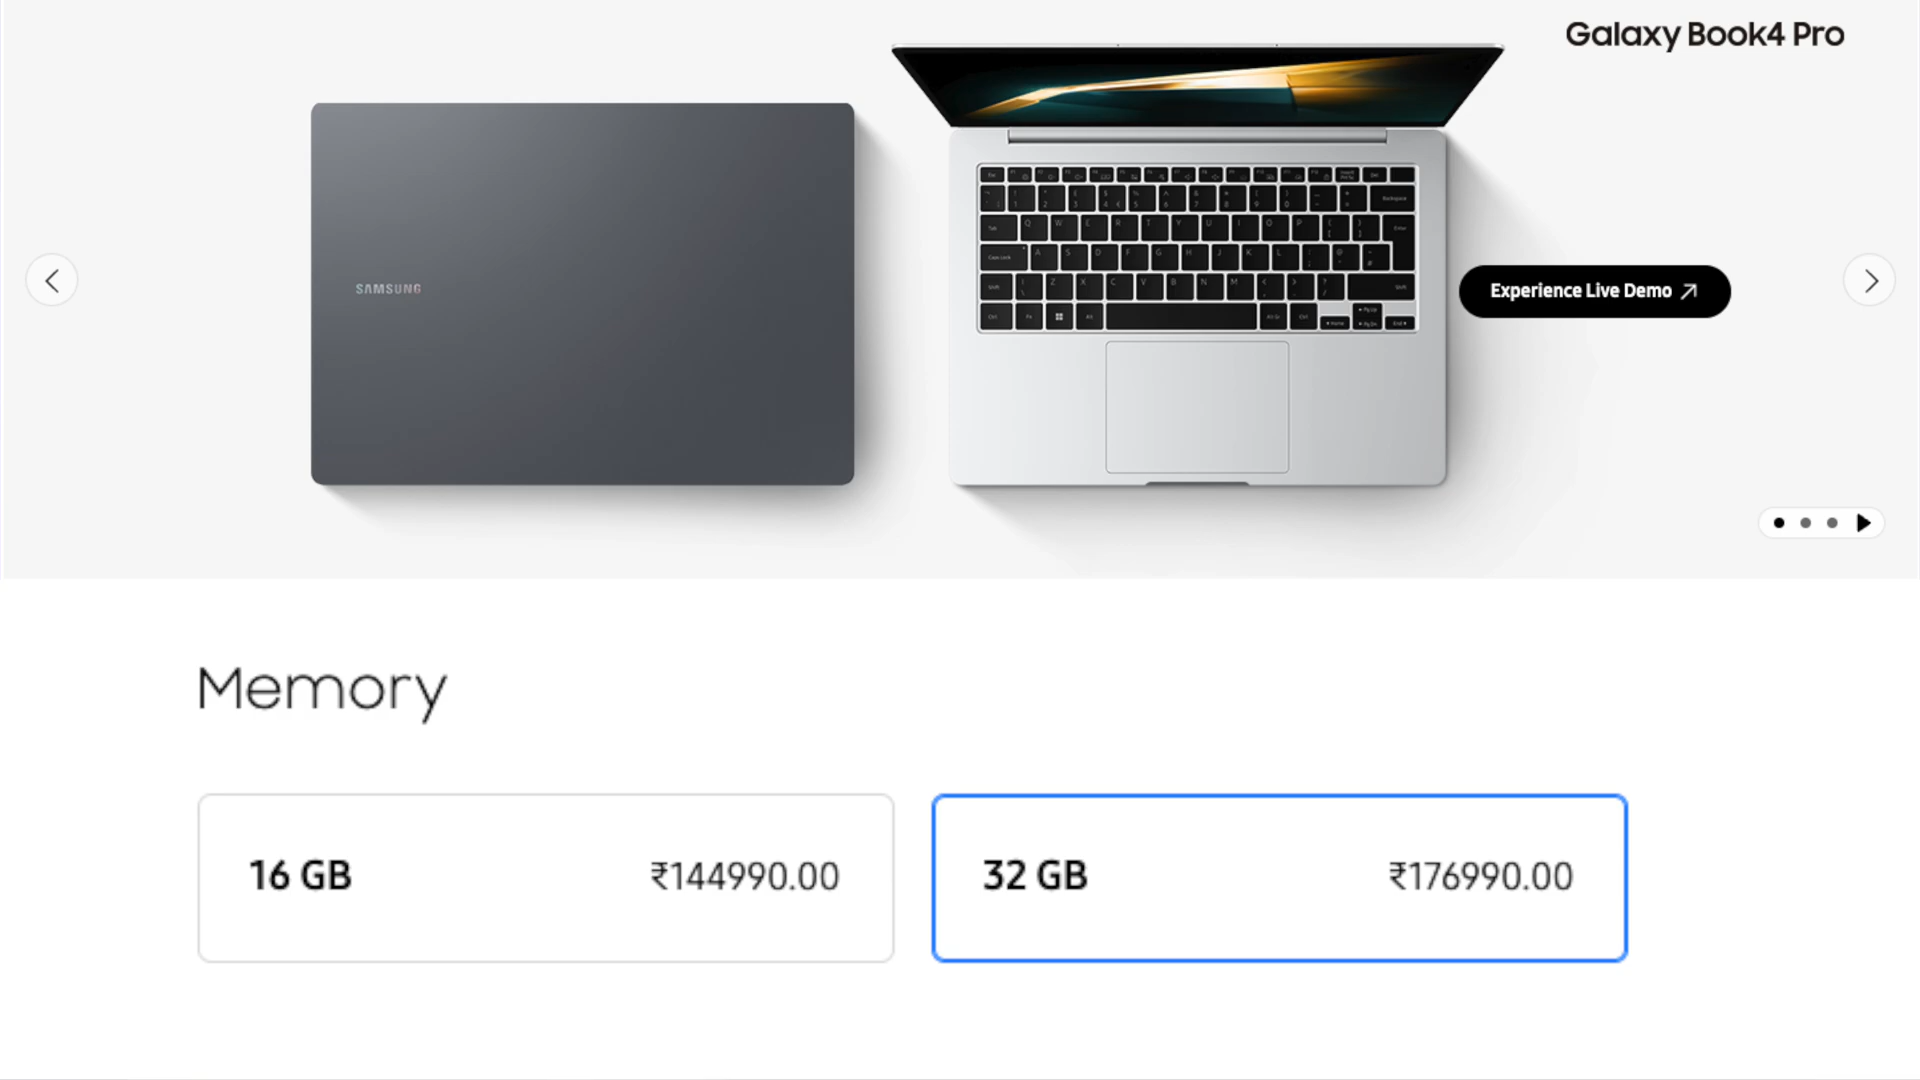 Galaxy Book4 Pro
SAMSUNG
Experience Live Demo
Memory
16 GB ₹144990.00
32 GB ₹176990.00